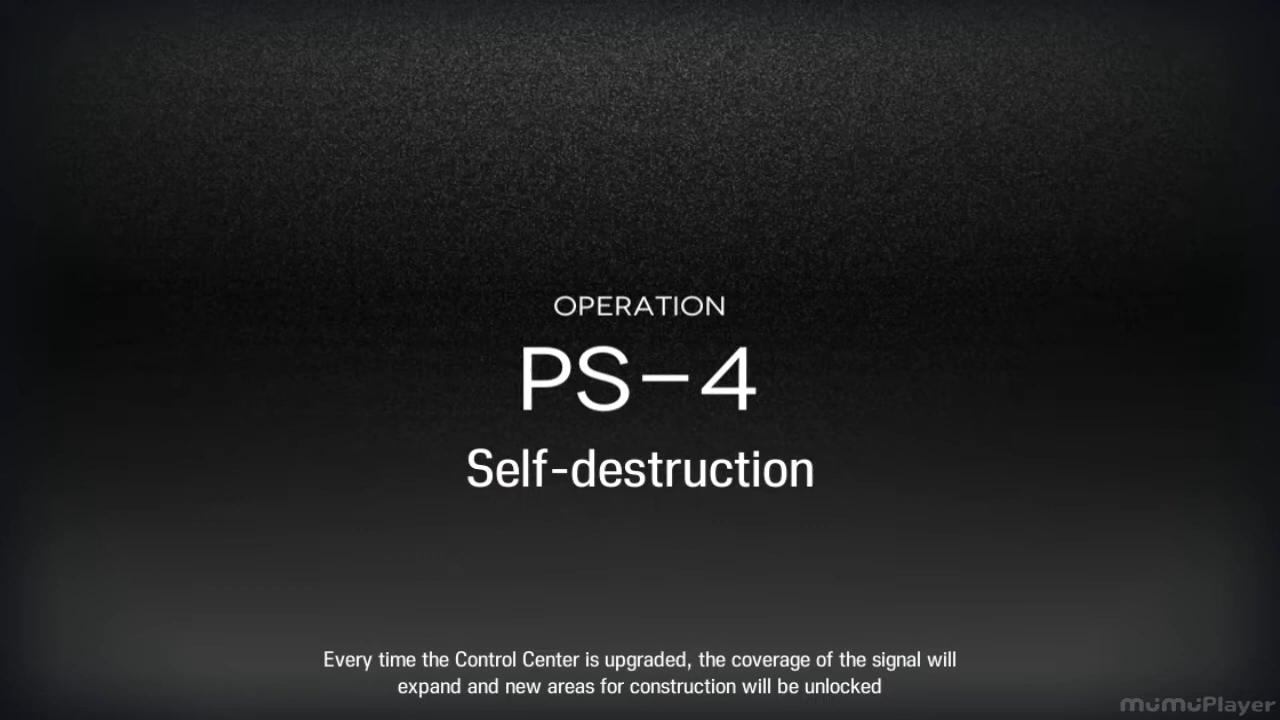 OPERATION
PS-4
Self-destruction
Every time the Control Center is upgraded, the coverage of the signal will
expand and new areas for construction will be unlocked
MuMuPlayer